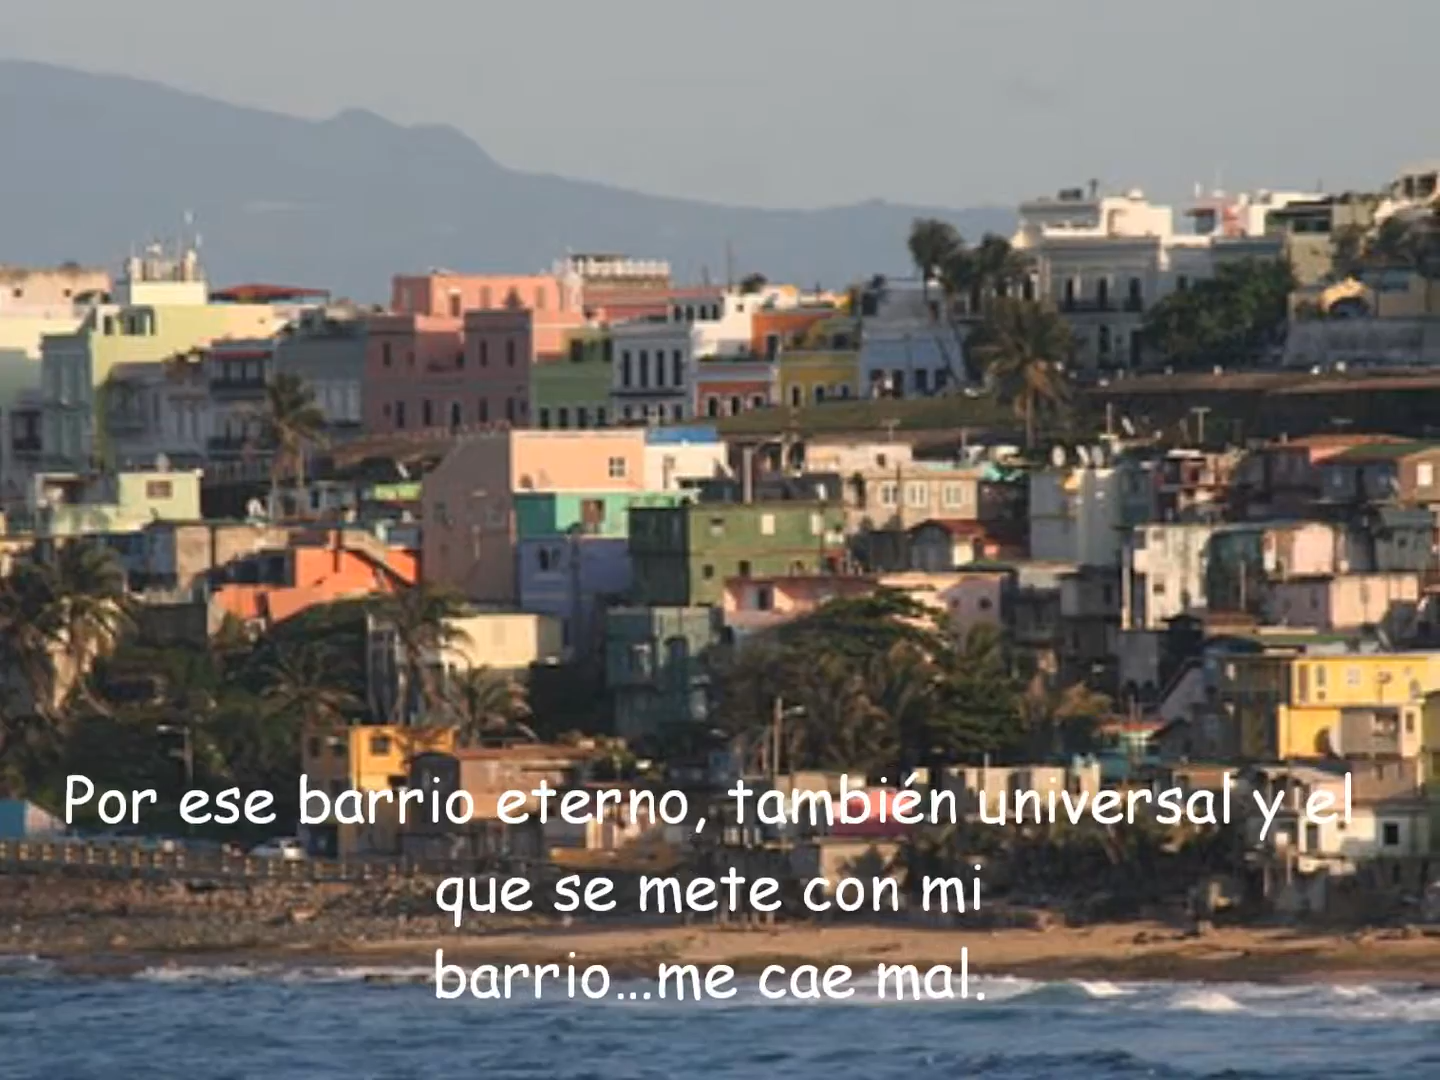 Por ese barrio eterno, también universal y el
que se mete con mi
barrio...me cae mal.